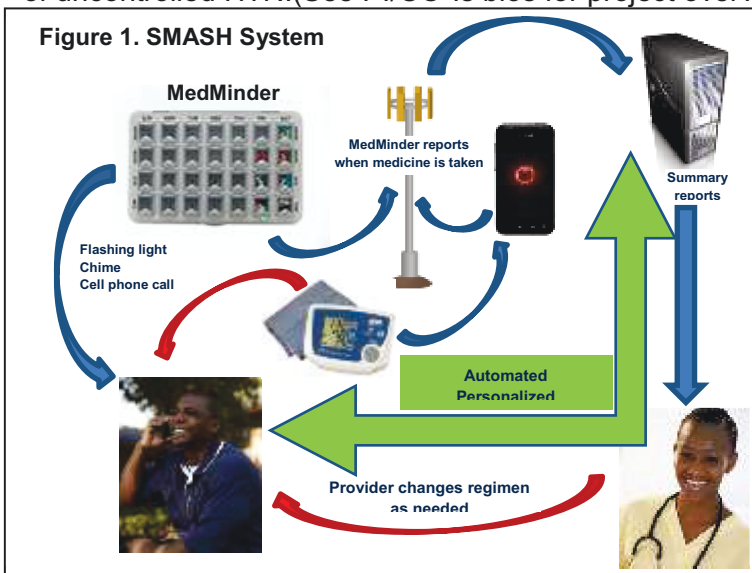 Figure 1. SMASH System
MedMinder
MedMinder reports
when medicine is taken
Summary
reports
Flashing light
Chime
Cell phone call
Automated
Personalized
Provider changes regimen
as needed